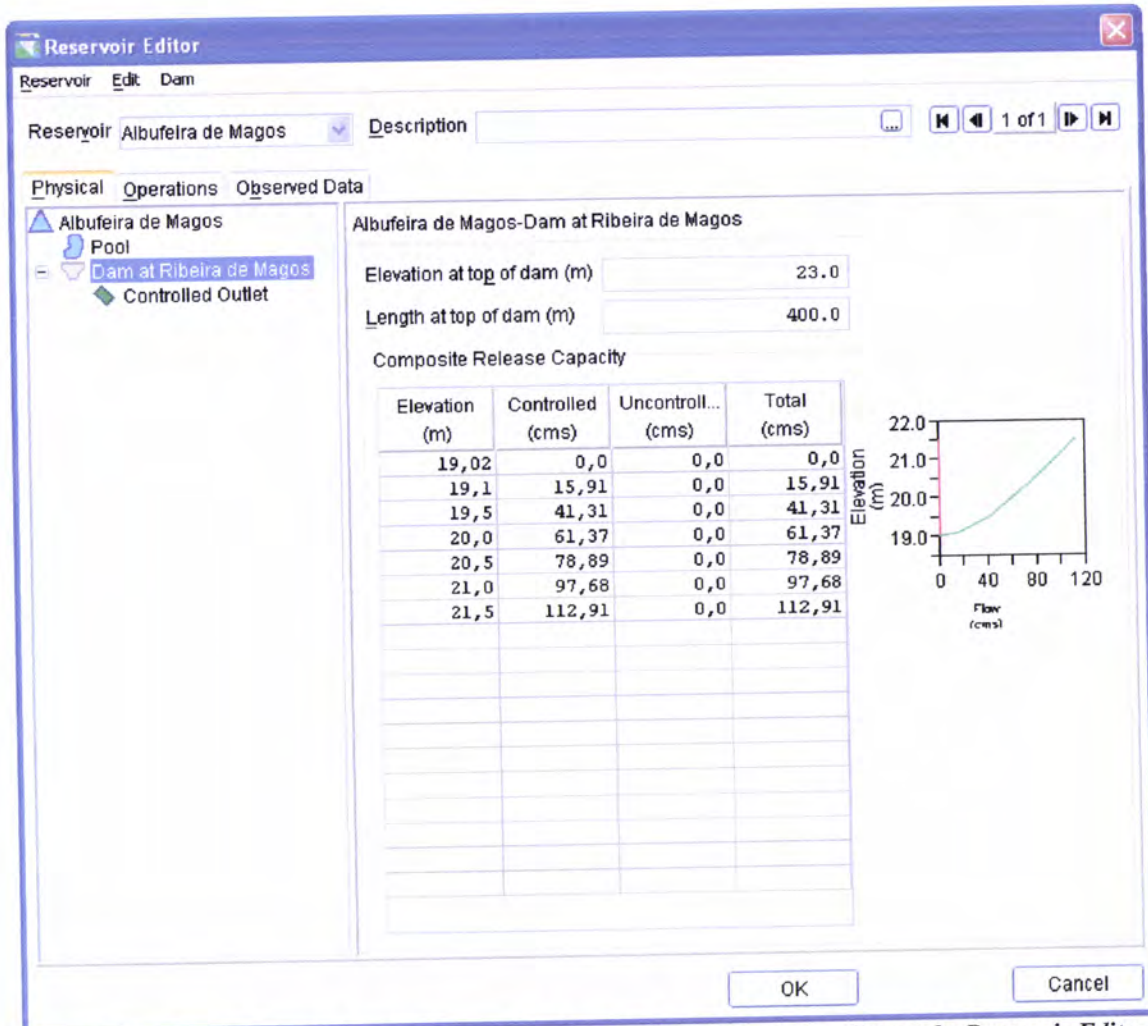 Reservoir Editor
Reservoir Edit Dam
Reservoir Albufeira de Magos Description ... 1 of 1
Physical Operations Observed Data
Albufeira de Magos
Pool
Dam at Ribeira de Magos
Controlled Outlet
Albufeira de Magos-Dam at Ribeira de Magos
Elevation at top of dam (m) 23.0
Length at top of dam (m) 400.0
Composite Release Capacity
Elevation (m) Controlled (cms) Uncontroll... (cms) Total (cms)
19,02 0,0 0,0 0,0
19,1 15,91 0,0 15,91
19,5 41,31 0,0 41,31
20,0 61,37 0,0 61,37
20,5 78,89 0,0 78,89
21,0 97,68 0,0 97,68
21,5 112,91 0,0 112,91
Elevation (m)
22.0
21.0
20.0
19.0
0 40 80 120
Flow
(cms)
OK Cancel